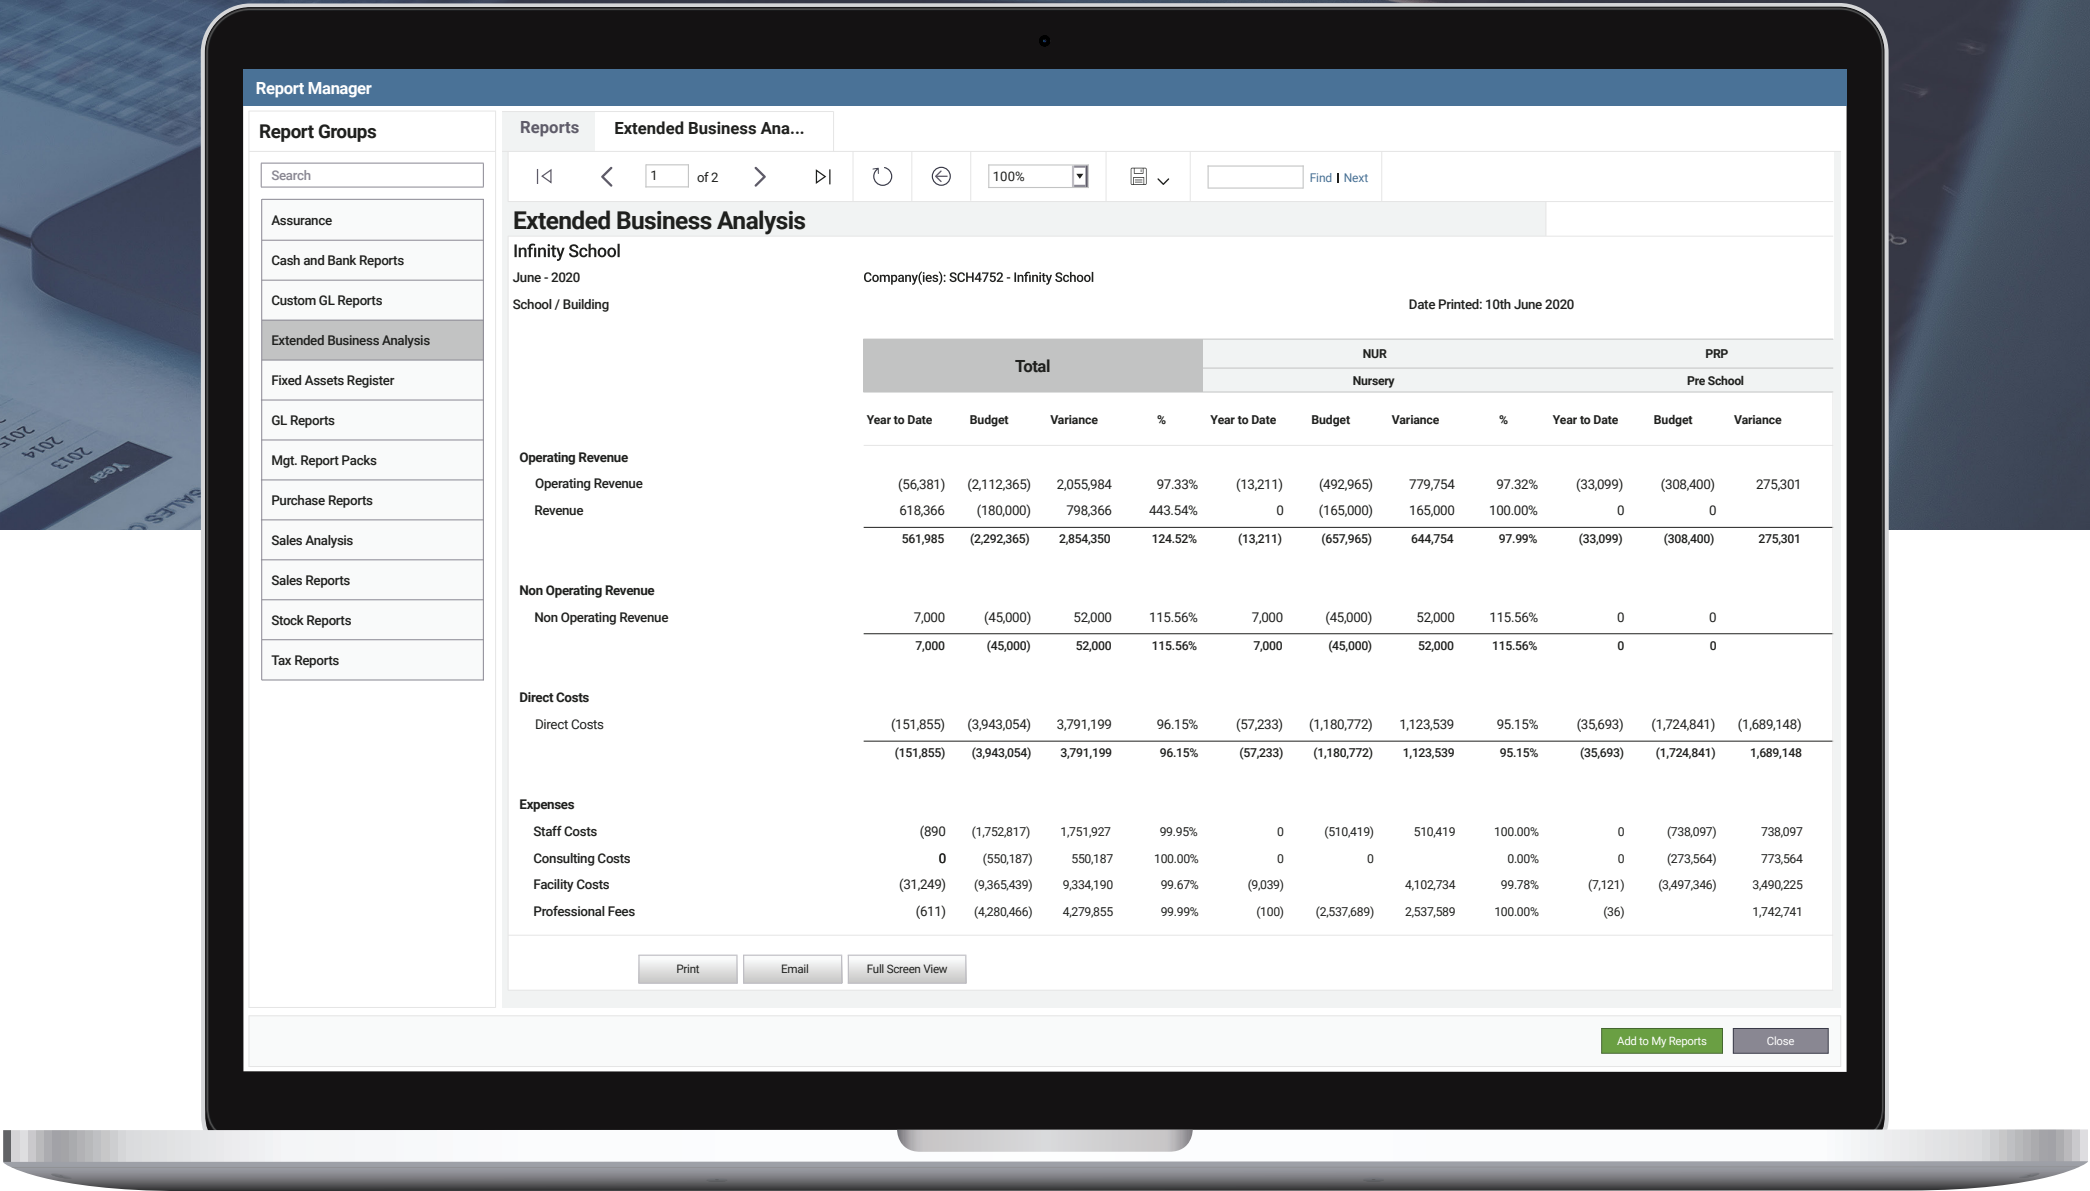 Report Manager
Report Groups
Search
Assurance
Cash and Bank Reports
Custom GL Reports
Extended Business Analysis
Fixed Assets Register
GL Reports
Mgt. Report Packs
Purchase Reports
Sales Analysis
Sales Reports
Stock Reports
Tax Reports
Reports Extended Business Ana...
1 of 2 100% Find | Next
Extended Business Analysis
Infinity School
June - 2020 Company(ies): SCH4752 - Infinity School
School / Building Date Printed: 10th June 2020
Total NUR PRP
Nursery Pre School
Year to Date Budget Variance % Year to Date Budget Variance % Year to Date Budget Variance
Operating Revenue
Operating Revenue (56,381) (2,112,365) 2,055,984 97.33% (13,211) (492,965) 779,754 97.32% (33,099) (308,400) 275,301
Revenue 618,366 (180,000) 798,366 443.54% 0 (165,000) 165,000 100.00% 0 0
561,985 (2,292,365) 2,854,350 124.52% (13,211) (657,965) 644,754 97.99% (33,099) (308,400) 275,301
Non Operating Revenue
Non Operating Revenue 7,000 (45,000) 52,000 115.56% 7,000 (45,000) 52,000 115.56% 0 0
7,000 (45,000) 52,000 115.56% 7,000 (45,000) 52,000 115.56% 0 0
Direct Costs
Direct Costs (151,855) (3,943,054) 3,791,199 96.15% (57,233) (1,180,772) 1,123,539 95.15% (35,693) (1,724,841) (1,689,148)
(151,855) (3,943,054) 3,791,199 96.15% (57,233) (1,180,772) 1,123,539 95.15% (35,693) (1,724,841) 1,689,148
Expenses
Staff Costs (890 (1,752,817) 1,751,927 99.95% 0 (510,419) 510,419 100.00% 0 (738,097) 738,097
Consulting Costs 0 (550,187) 550,187 100.00% 0 0 0.00% 0 (273,564) 773,564
Facility Costs (31,249) (9,365,439) 9,334,190 99.67% (9,039) 4,102,734 99.78% (7,121) (3,497,346) 3,490,225
Professional Fees (611) (4,280,466) 4,279,855 99.99% (100) (2,537,689) 2,537,589 100.00% (36) 1,742,741
Print Email Full Screen View
Add to My Reports Close
2015
2014
2013
Year
SALES